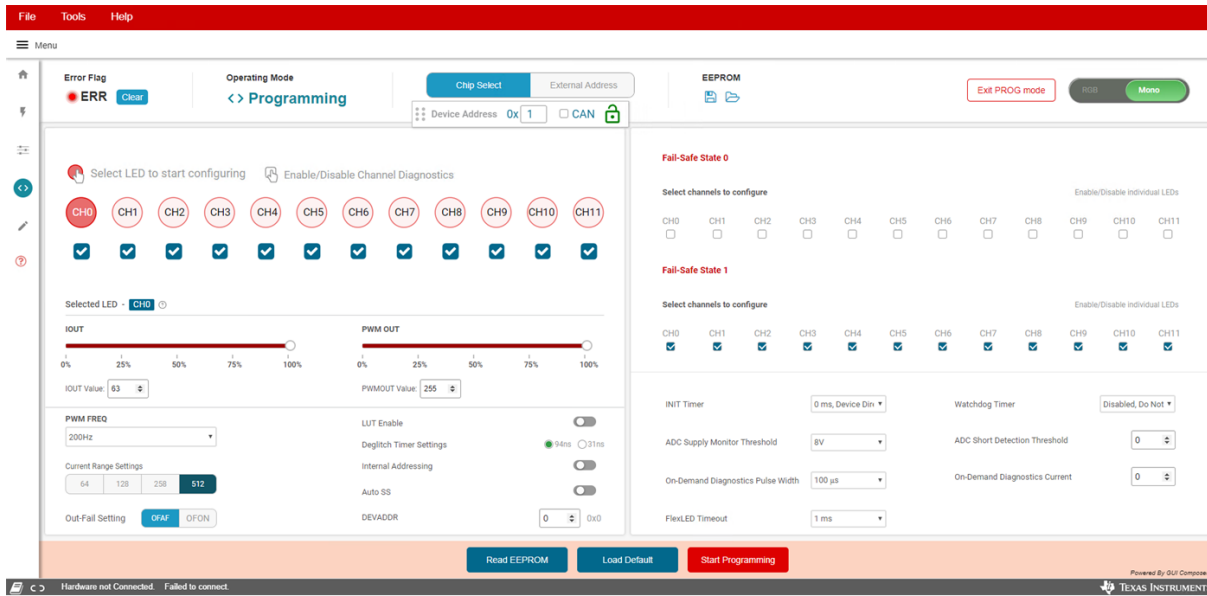 File Tools Help
Menu
Error Flag
ERR Clear
Operating Mode
<> Programming
Chip Select External Address
Device Address 0x 1 CAN
EEPROM
Exit PROG mode
RGB Mono
Select LED to start configuring Enable/Disable Channel Diagnostics
CH0 CH1 CH2 CH3 CH4 CH5 CH6 CH7 CH8 CH9 CH10 CH11
Selected LED - CH0
IOUT
0% 25% 50% 75% 100%
IOUT Value: 63
PWM OUT
0% 25% 50% 75% 100%
PWMOUT Value: 255
PWM FREQ
200Hz
Current Range Settings
64 128 258 512
Out-Fail Setting OFAF OFON
LUT Enable
Deglitch Timer Settings 94ns 31ns
Internal Addressing
Auto SS
DEVADDR 0 0x0
Fail-Safe State 0
Select channels to configure Enable/Disable individual LEDs
CH0 CH1 CH2 CH3 CH4 CH5 CH6 CH7 CH8 CH9 CH10 CH11
Fail-Safe State 1
Select channels to configure Enable/Disable individual LEDs
CH0 CH1 CH2 CH3 CH4 CH5 CH6 CH7 CH8 CH9 CH10 CH11
INIT Timer 0 ms, Device Dire Watchdog Timer Disabled, Do Not
ADC Supply Monitor Threshold 8V ADC Short Detection Threshold 0
On-Demand Diagnostics Pulse Width 100 µs On-Demand Diagnostics Current 0
FlexLED Timeout 1 ms
Read EEPROM Load Default Start Programming
Powered By GUI Compose
Hardware not Connected. Failed to connect.
TEXAS INSTRUMENT